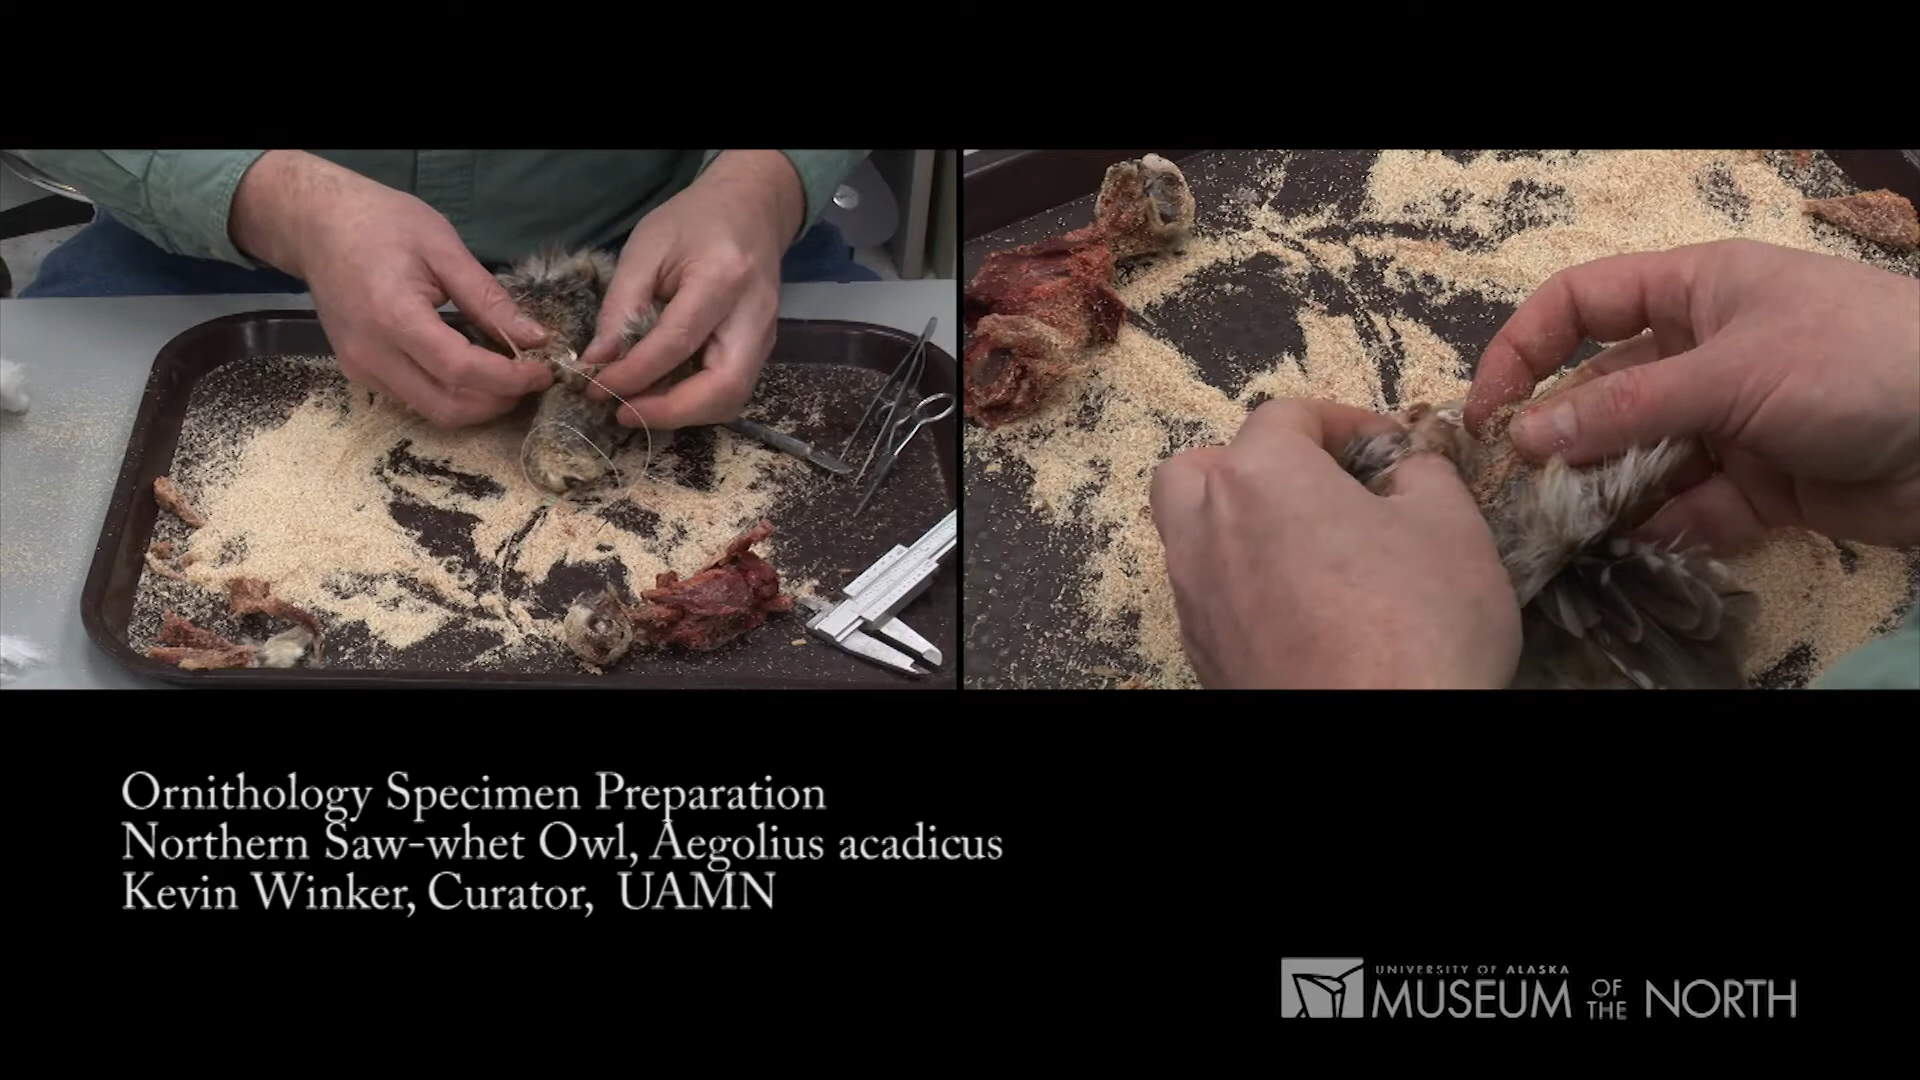 Ornithology Specimen Preparation
Northern Saw-whet Owl, Aegolius acadicus
Kevin Winker, Curator, UAMN
UNIVERSITY OF ALASKA
MUSEUM OF THE NORTH